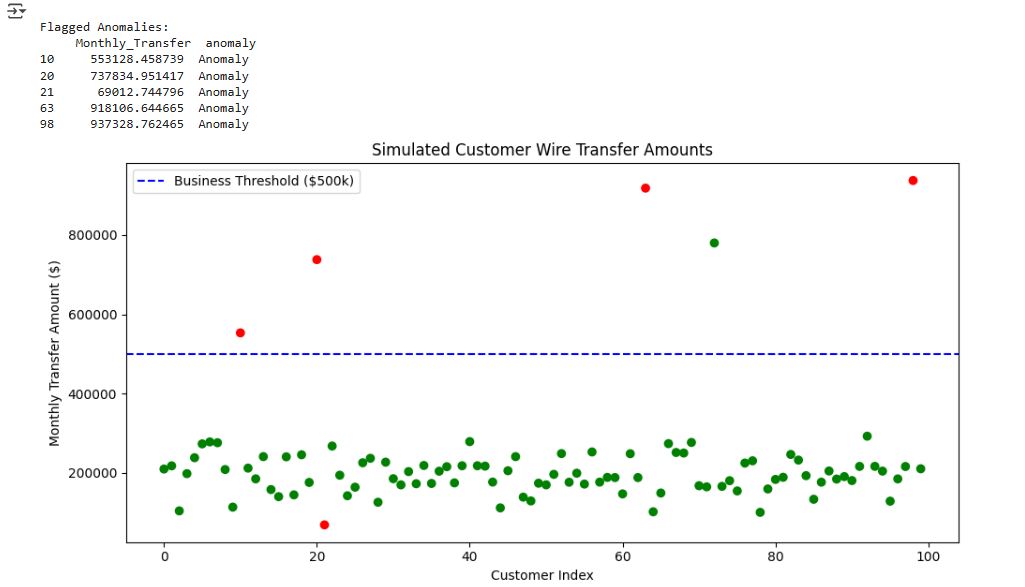 Flagged Anomalies:
Monthly_Transfer anomaly
10 553128.458739 Anomaly
20 737834.951417 Anomaly
21 69012.744796 Anomaly
63 918106.644665 Anomaly
98 937328.762465 Anomaly
Simulated Customer Wire Transfer Amounts
Business Threshold ($500k)
800000
600000
400000
200000
Monthly Transfer Amount ($)
0 20 40 60 80 100
Customer Index